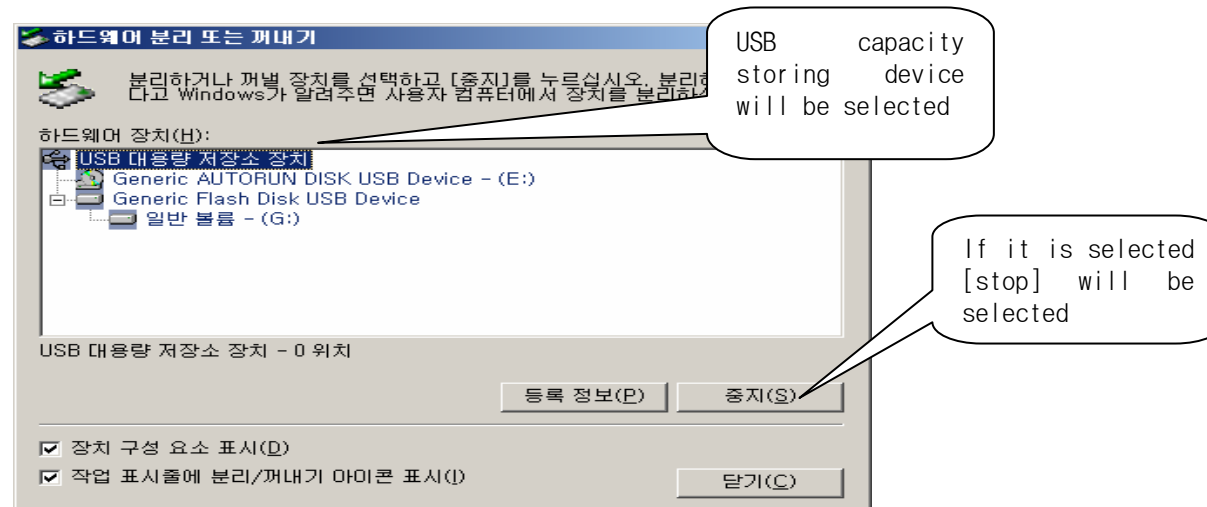 하드웨어 분리 또는 꺼내기
USB capacity
storing device
will be selected
분리하거나 꺼낼 장치를 선택하고 [중지]를 누르십시오. 
다고 Windows가 알려주면 사용자 컴퓨터에서 장치를 
하드웨어 장치(H):
USB 대용량 저장소 장치
Generic AUTORUN DISK USB Device - (E:)
Generic Flash Disk USB Device
일반 볼륨 - (G:)
If it is selected
[stop] will be
selected
USB 대용량 저장소 장치 - 0 위치
등록 정보(P)
중지(S)
장치 구성 요소 표시(D)
작업 표시줄에 분리/꺼내기 아이콘 표시(I)
닫기(C)